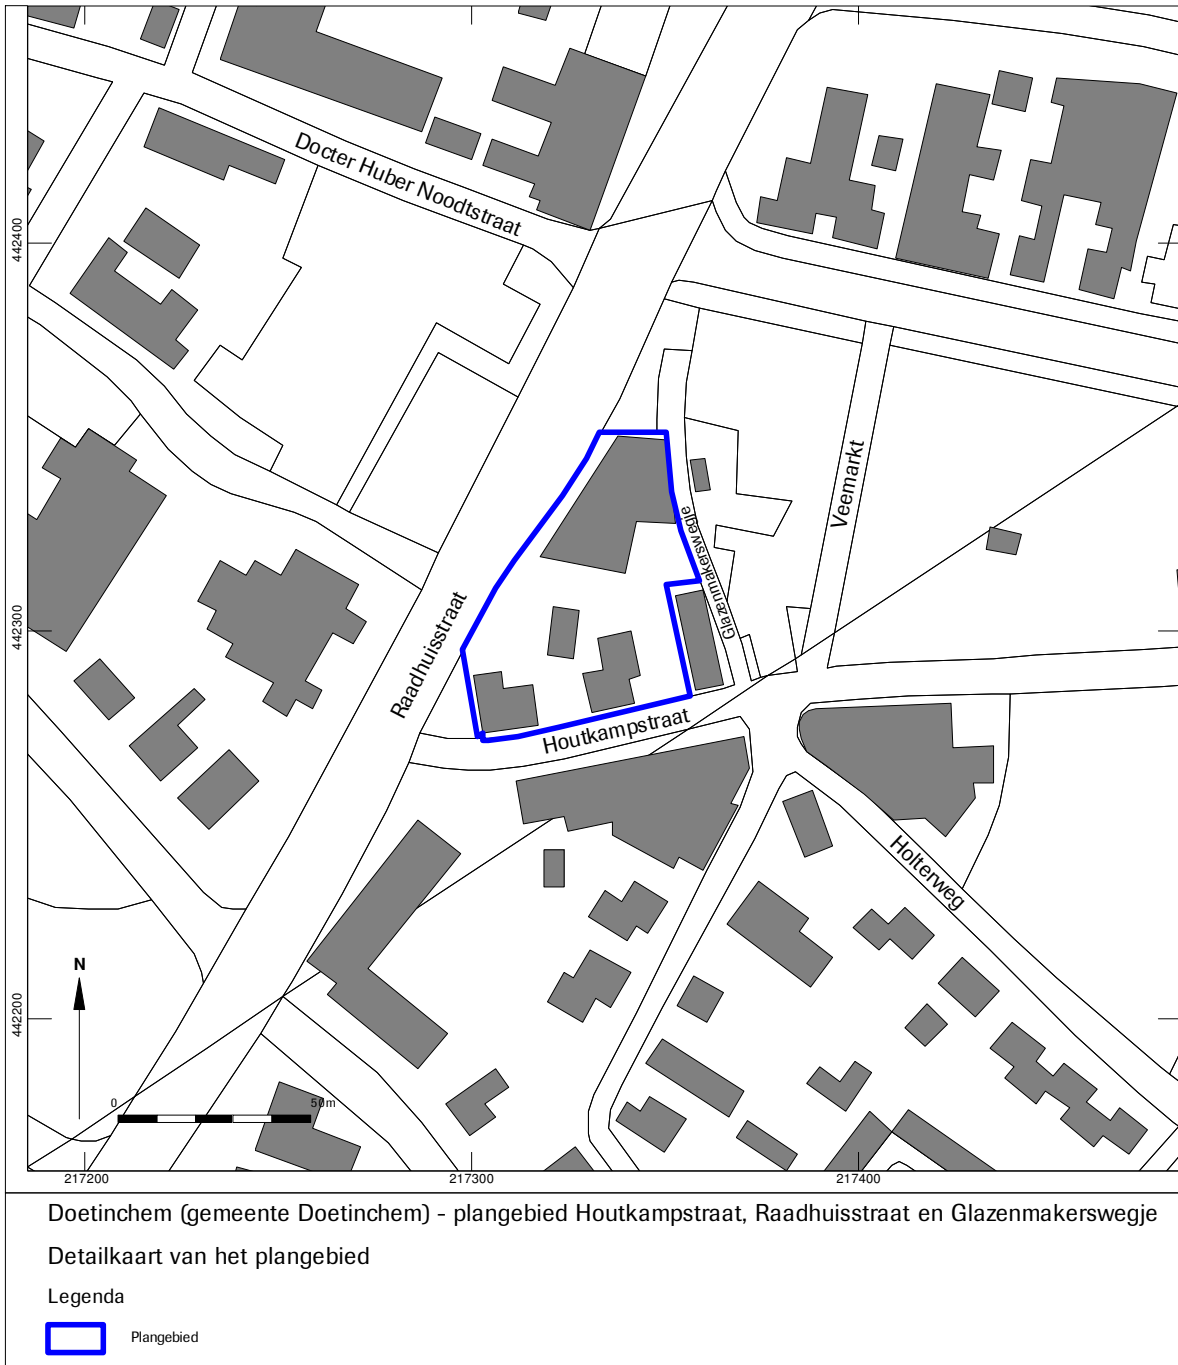 Docter Huber Noodtstraat
442400
Veemarkt
Glazenmakerswegje
Raadhuisstraat
442300
Houtkampstraat
Holterweg
N
442200
0
50m
217200
217300
217400
Doetinchem (gemeente Doetinchem) - plangebied Houtkampstraat, Raadhuisstraat en Glazenmakerswegje
Detailkaart van het plangebied
Legenda
Plangebied